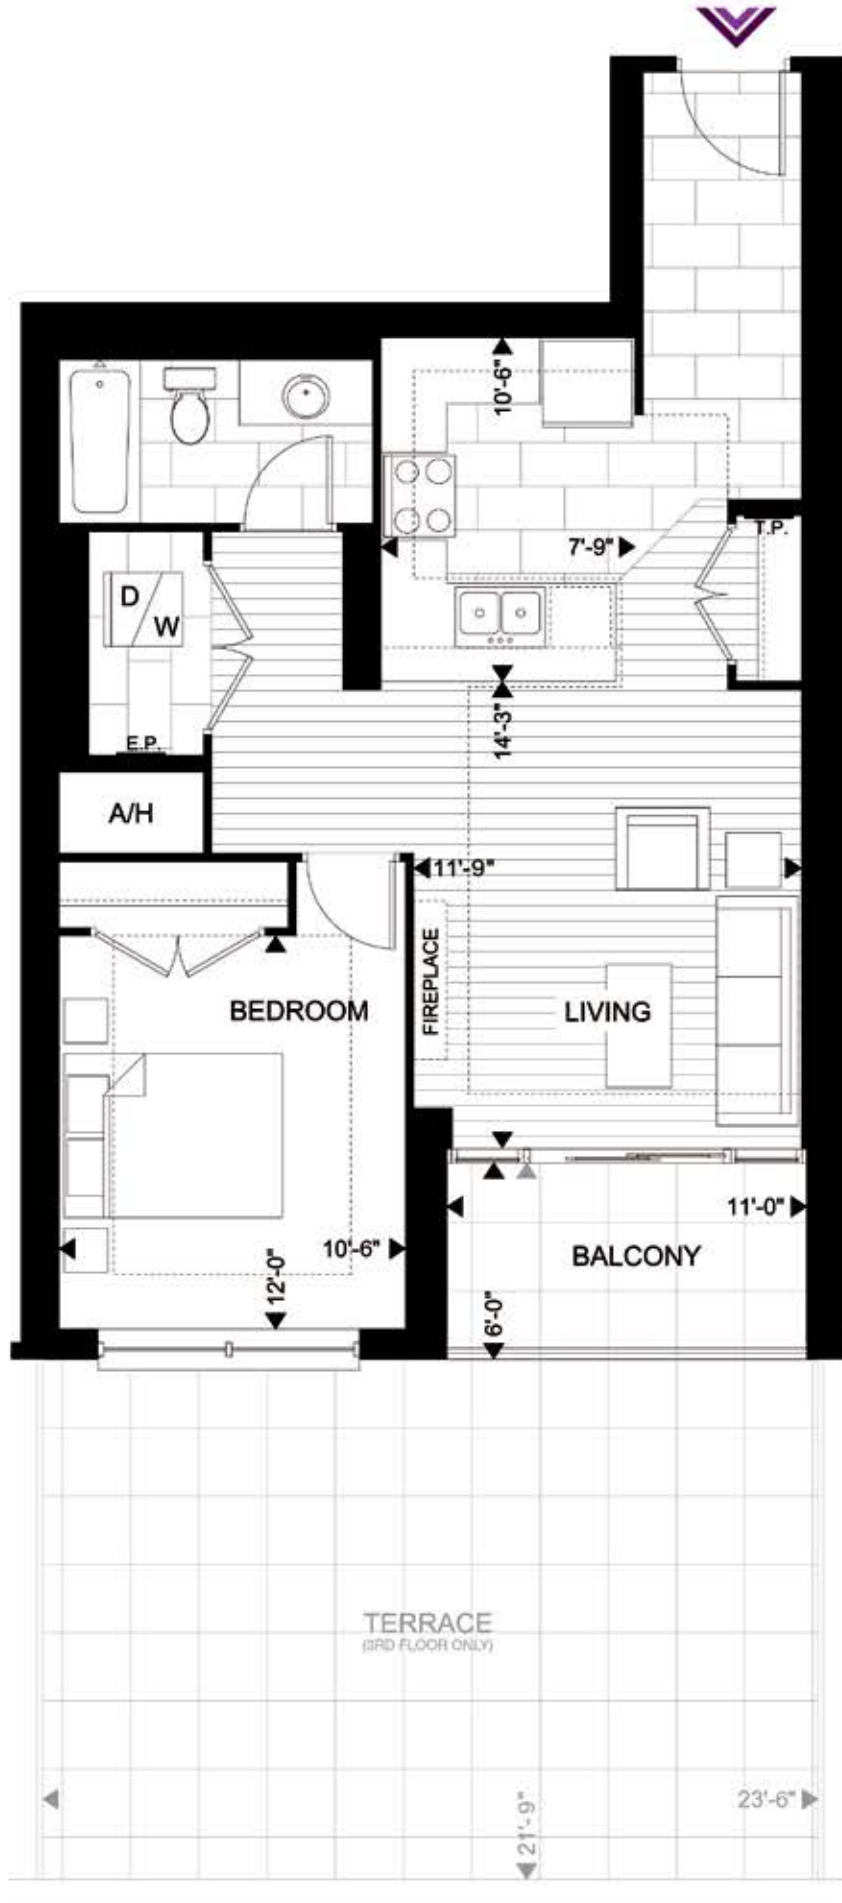 10'-6"
7'-9"
T.P.
D
W
14'-3"
E.P.
A/H
11'-9"
FIREPLACE
BEDROOM
LIVING
11'-0"
10'-6"
12'-0"
BALCONY
6'-0"
TERRACE
(3RD FLOOR ONLY)
23'-6"
21'-9"